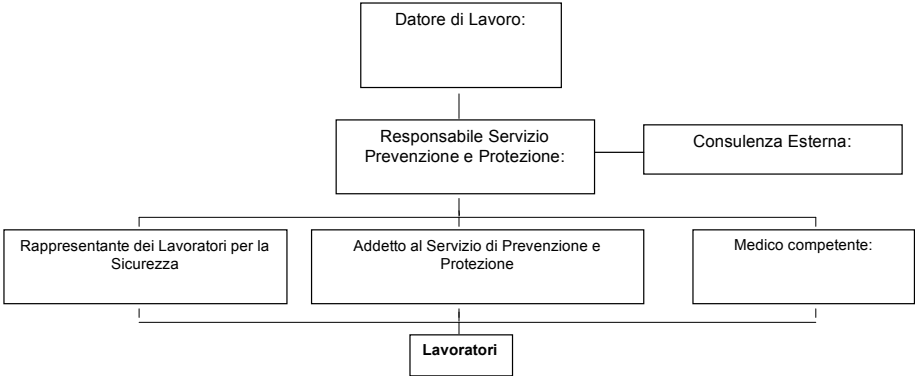 Datore di Lavoro:
Responsabile Servizio
Prevenzione e Protezione:
Consulenza Esterna:
Rappresentante dei Lavoratori per la
Sicurezza
Addetto al Servizio di Prevenzione e
Protezione
Medico competente:
Lavoratori